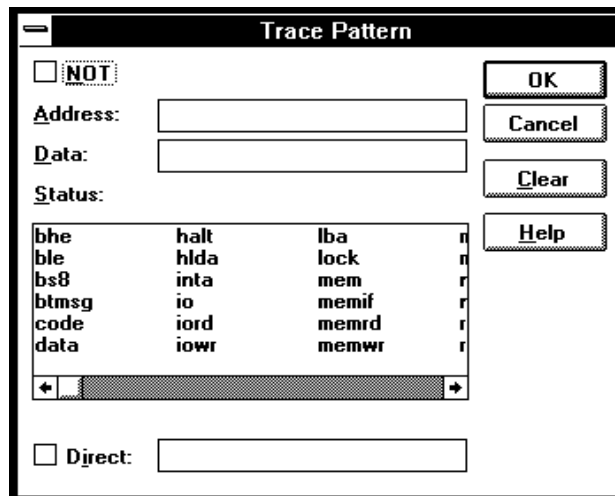 Trace Pattern
NOT
OK
Address:
Cancel
Data:
Clear
Status:
Help
bhe halt lba
ble hlda lock
bs8 inta mem
btmsg io memif
code iord memrd
data iowr memwr
Direct: